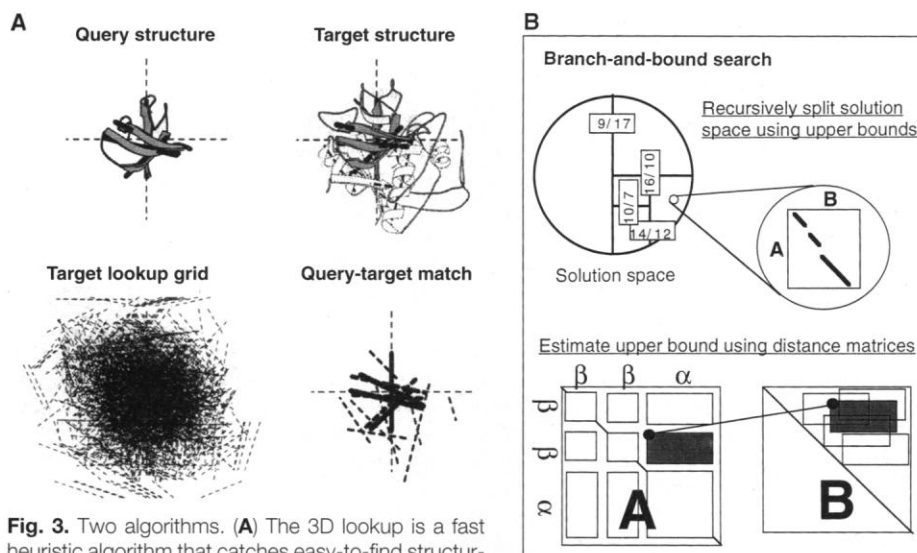 A
Query structure
Target structure
Target lookup grid
Query-target match
Fig. 3. Two algorithms. (A) The 3D lookup is a fast
heuristic algorithm that catches easy-to-find structur-
B
Branch-and-bound search
Recursively split solution
space using upper bounds
9/17
16/10
10/7
14/12
B
A
Solution space
Estimate upper bound using distance matrices
β β α
β
β
α
A
B